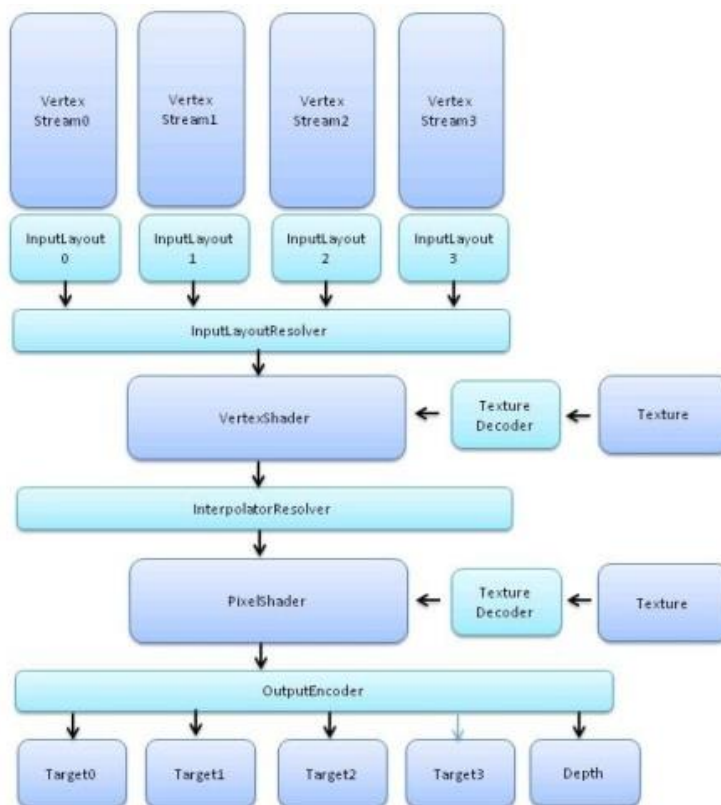 Vertex
Stream0
Vertex
Stream1
Vertex
Stream2
Vertex
Stream3
InputLayout
0
InputLayout
1
InputLayout
2
InputLayout
3
InputLayoutResolver
VertexShader
Texture
Decoder
Texture
InterpolatorResolver
PixelShader
Texture
Decoder
Texture
OutputEncoder
Target0
Target1
Target2
Target3
Depth